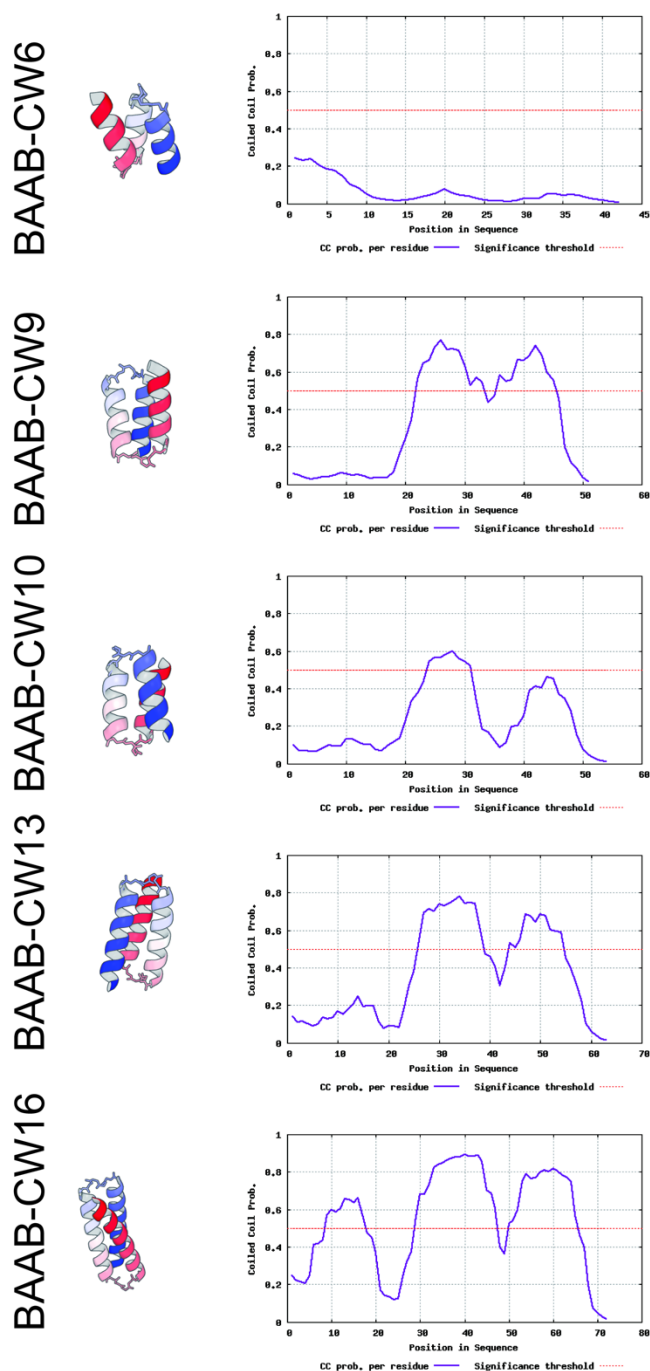 BAAB-CW6
Coiled Coil Prob.
1
0.8
0.6
0.4
0.2
0
0 5 10 15 20 25 30 35 40 45
Position in Sequence
CC prob. per residue Significance threshold
BAAB-CW9
Coiled Coil Prob.
1
0.8
0.6
0.4
0.2
0
0 10 20 30 40 50 60
Position in Sequence
CC prob. per residue Significance threshold
BAAB-CW10
Coiled Coil Prob.
1
0.8
0.6
0.4
0.2
0
0 10 20 30 40 50 60
Position in Sequence
CC prob. per residue Significance threshold
BAAB-CW13
Coiled Coil Prob.
1
0.8
0.6
0.4
0.2
0
0 10 20 30 40 50 60 70
Position in Sequence
CC prob. per residue Significance threshold
BAAB-CW16
Coiled Coil Prob.
1
0.8
0.6
0.4
0.2
0
0 10 20 30 40 50 60 70 80
Position in Sequence
CC prob. per residue Significance threshold